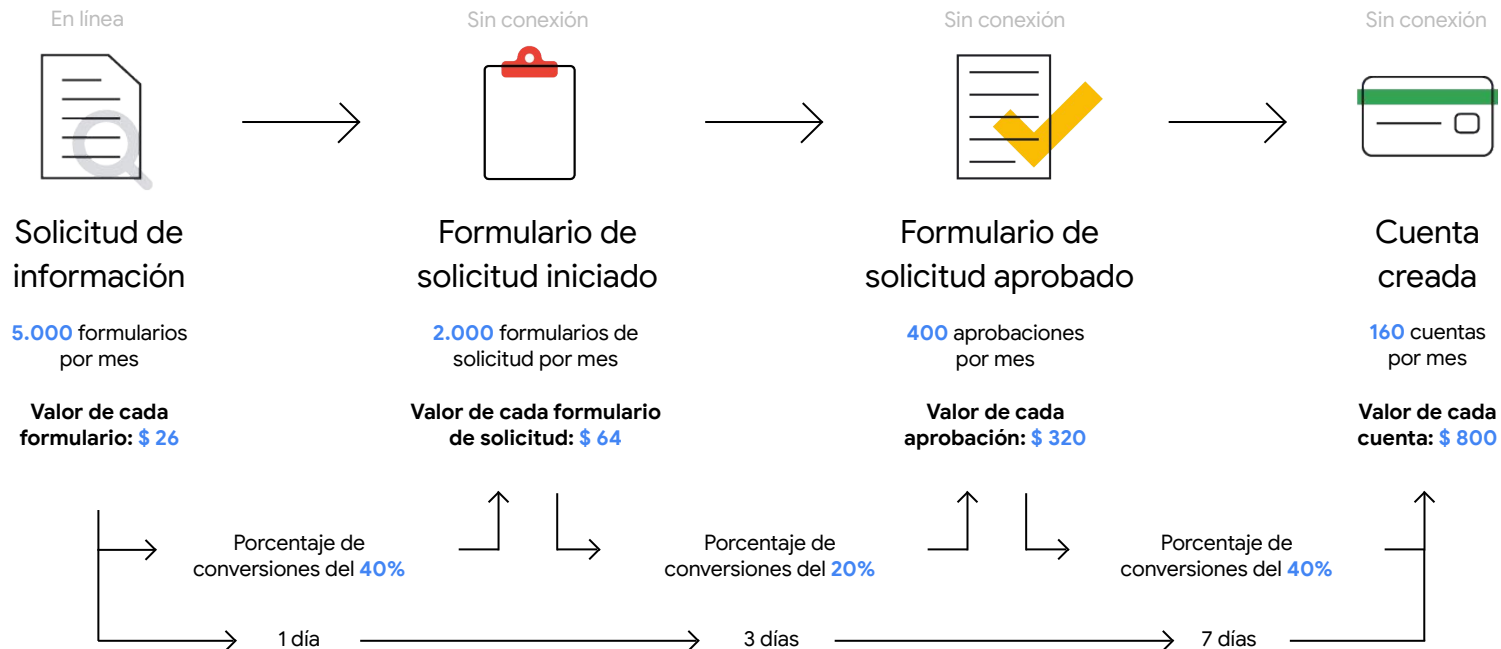 En línea
Sin conexión
Sin conexión
Sin conexión
Solicitud de
información
Formulario de
solicitud iniciado
Formulario de
solicitud aprobado
Cuenta
creada
5.000 formularios
por mes
2.000 formularios de
solicitud por mes
400 aprobaciones
por mes
160 cuentas
por mes
Valor de cada
formulario: $ 26
Valor de cada formulario
de solicitud: $ 64
Valor de cada
aprobación: $ 320
Valor de cada
cuenta: $ 800
Porcentaje de
conversiones del 40%
Porcentaje de
conversiones del 20%
Porcentaje de
conversiones del 40%
1 día
3 días
7 días